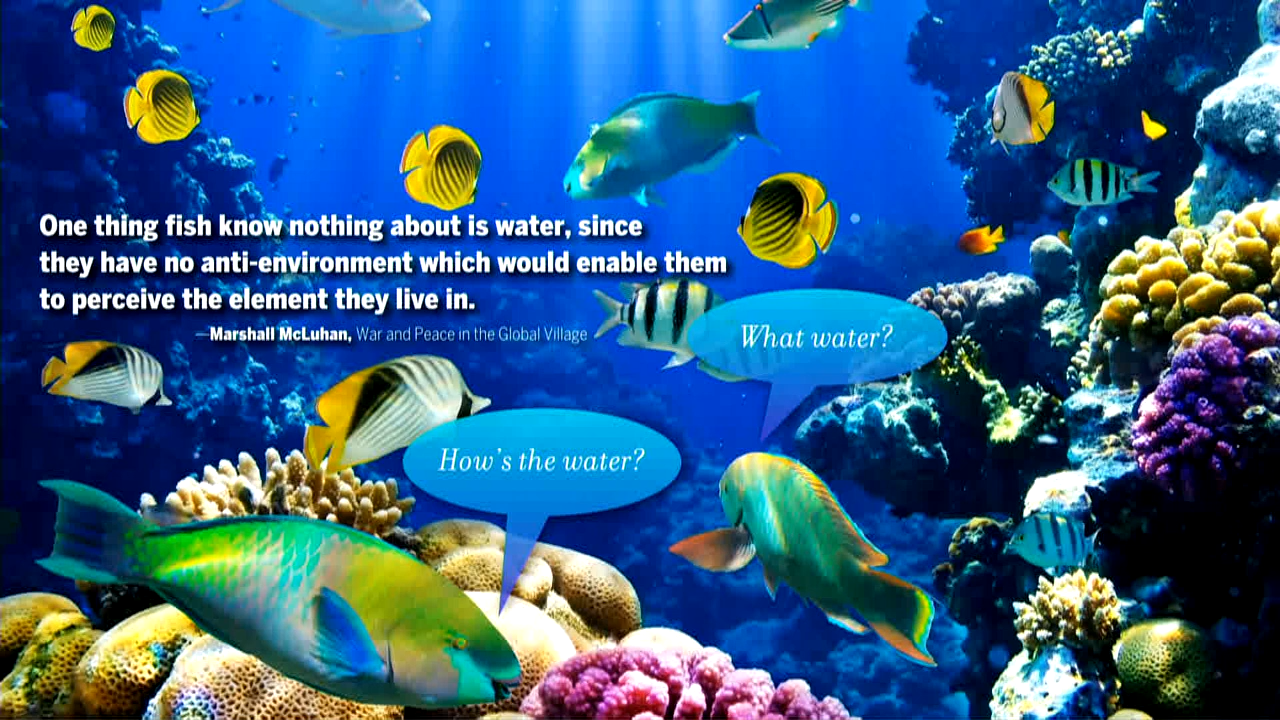 One thing fish know nothing about is water, since
they have no anti-environment which would enable them
to perceive the element they live in.
—Marshall McLuhan, War and Peace in the Global Village
What water?
How's the water?